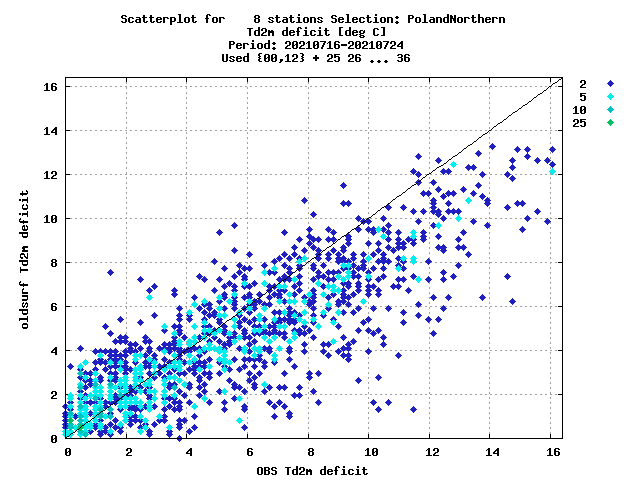 Scatterplot for 8 stations Selection: PolandNorthern
Td2m deficit [deg C]
Period: 20210716-20210724
Used {00,12} + 25 26 ... 36
2
5
10
25
16
14
12
10
8
6
4
2
0
oldsurf Td2m deficit
0 2 4 6 8 10 12 14 16
OBS Td2m deficit